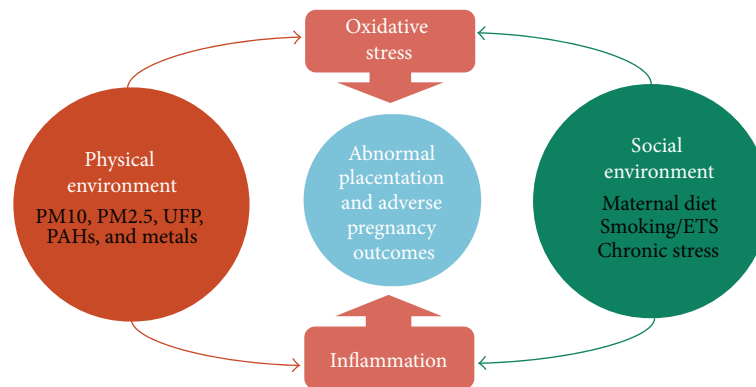 Oxidative
stress
Physical
environment
PM10, PM2.5, UFP,
PAHs, and metals
Abnormal
placentation
and adverse
pregnancy
outcomes
Social
environment
Maternal diet
Smoking/ETS
Chronic stress
Inflammation